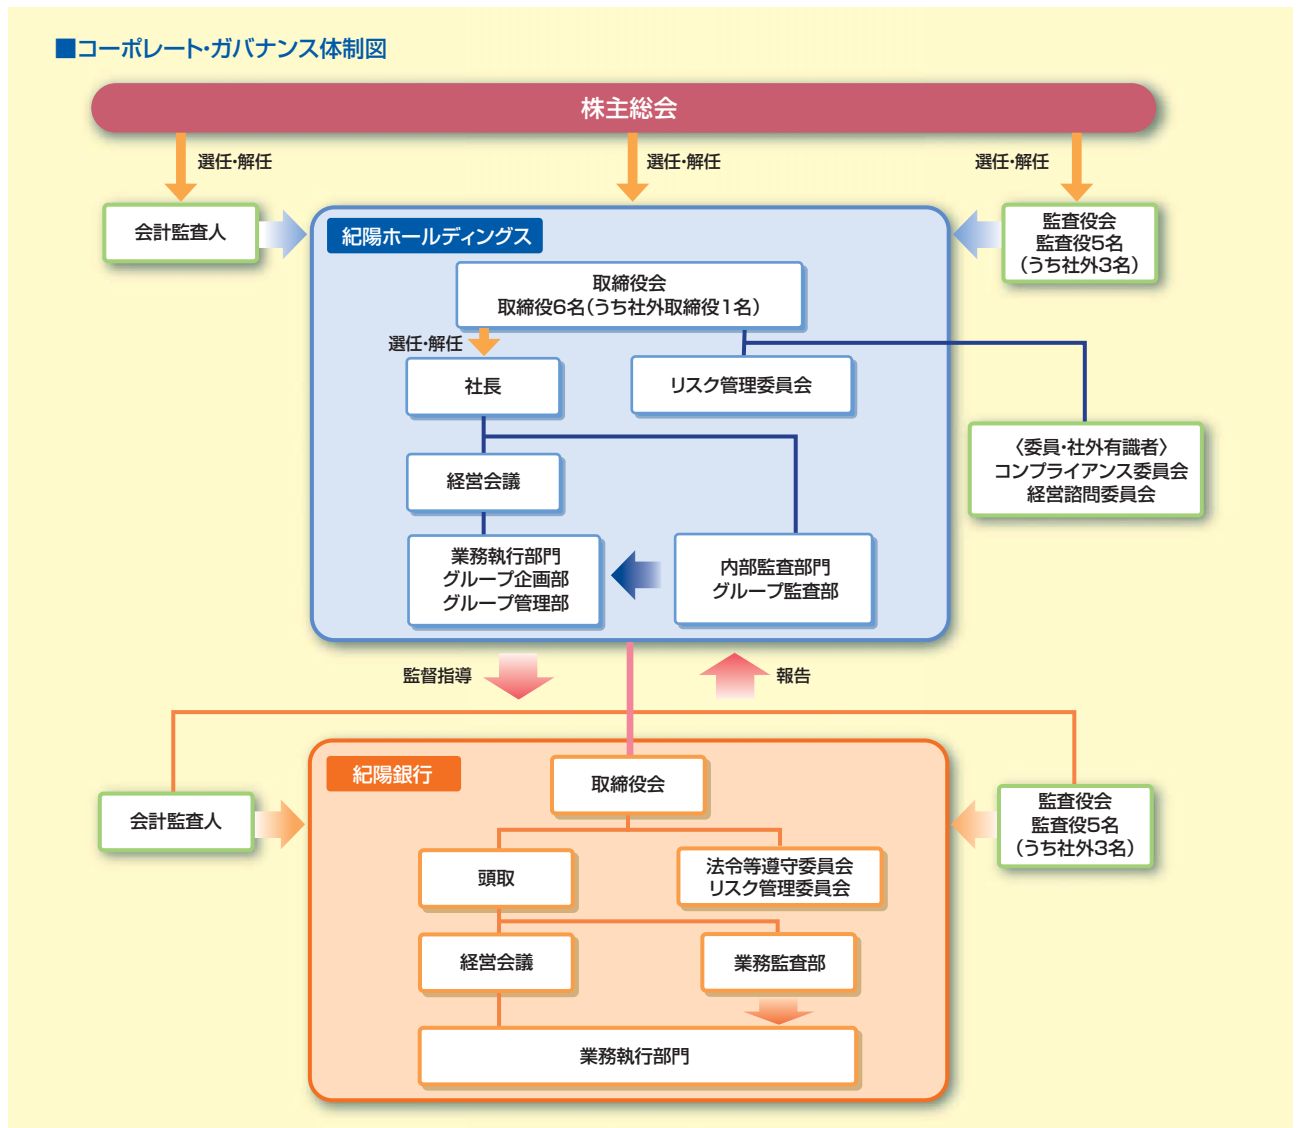 ■コーポレート・ガバナンス体制図
株主総会
選任・解任
選任・解任
選任・解任
会計監査人
紀陽ホールディングス
監査役会
監査役5名
(うち社外3名)
取締役会
取締役6名(うち社外取締役1名)
選任・解任
社長
リスク管理委員会
〈委員・社外有識者〉
コンプライアンス委員会
経営諮問委員会
経営会議
業務執行部門
グループ企画部
グループ管理部
内部監査部門
グループ監査部
監督指導
報告
紀陽銀行
取締役会
会計監査人
監査役会
監査役5名
(うち社外3名)
頭取
法令等遵守委員会
リスク管理委員会
経営会議
業務監査部
業務執行部門